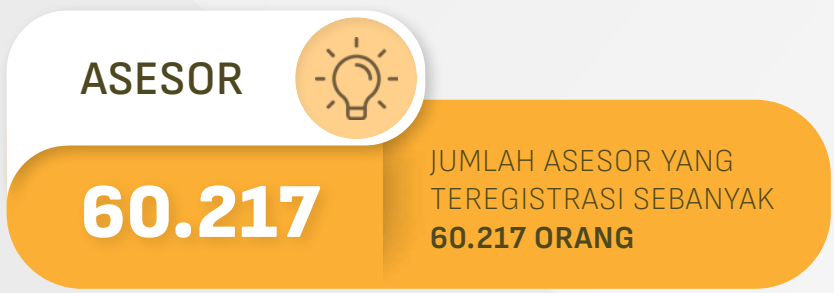 ASESOR
60.217
JUMLAH ASESOR YANG
TEREGISTRASI SEBANYAK
60.217 ORANG